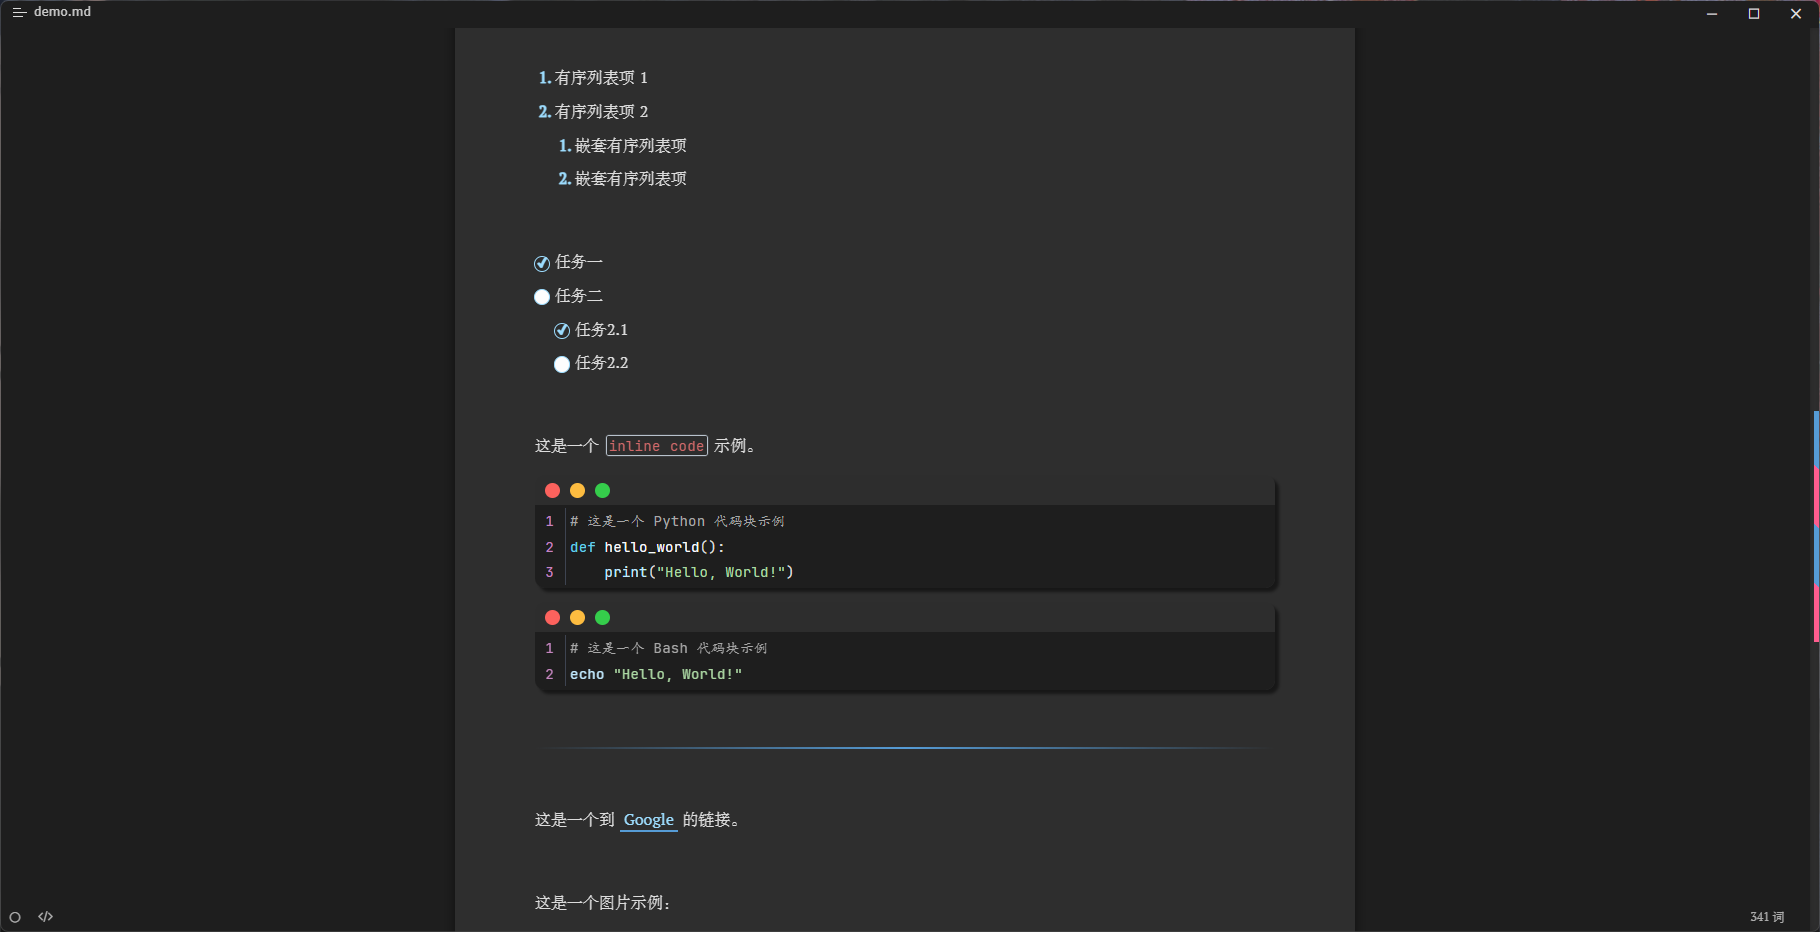 demo.md
1. 有序列表项 1
2. 有序列表项 2
1. 嵌套有序列表项
2. 嵌套有序列表项
任务一
任务二
任务2.1
任务2.2
这是一个 inline code 示例。
1 # 这是一个 Python 代码块示例
2 def hello_world():
3     print("Hello, World!")
1 # 这是一个 Bash 代码块示例
2 echo "Hello, World!"
这是一个到 Google 的链接。
这是一个图片示例：
</> 341 词